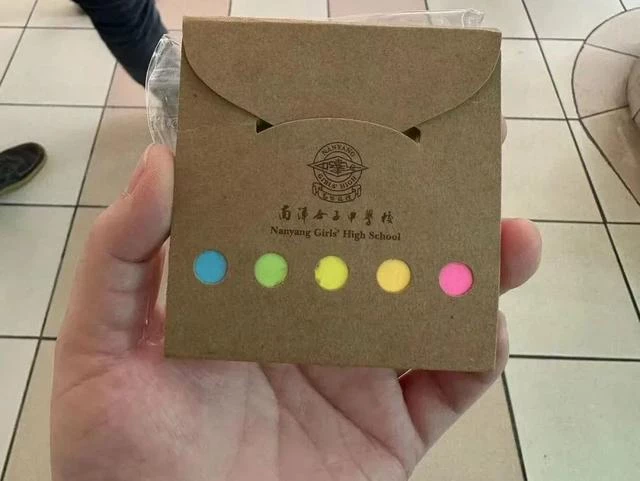 NANYANG
GIRLS' HIGH
南洋女子中學校
Nanyang Girls' High School